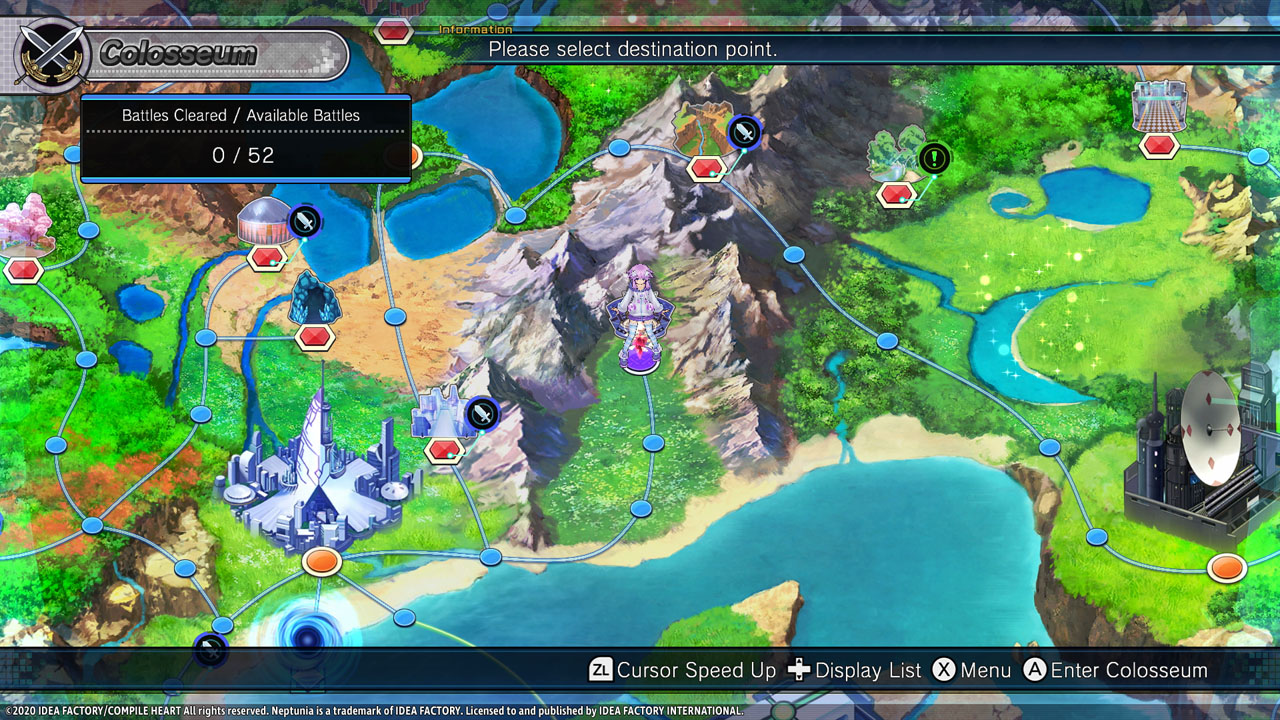 Information
Please select destination point.
Colosseum
Battles Cleared / Available Battles
0 / 52
ZL Cursor Speed Up Display List X Menu A Enter Colosseum
©2020 IDEA FACTORY/COMPILE HEART All rights reserved. Neptunia is a trademark of IDEA FACTORY. Licensed to and published by IDEA FACTORY INTERNATIONAL.